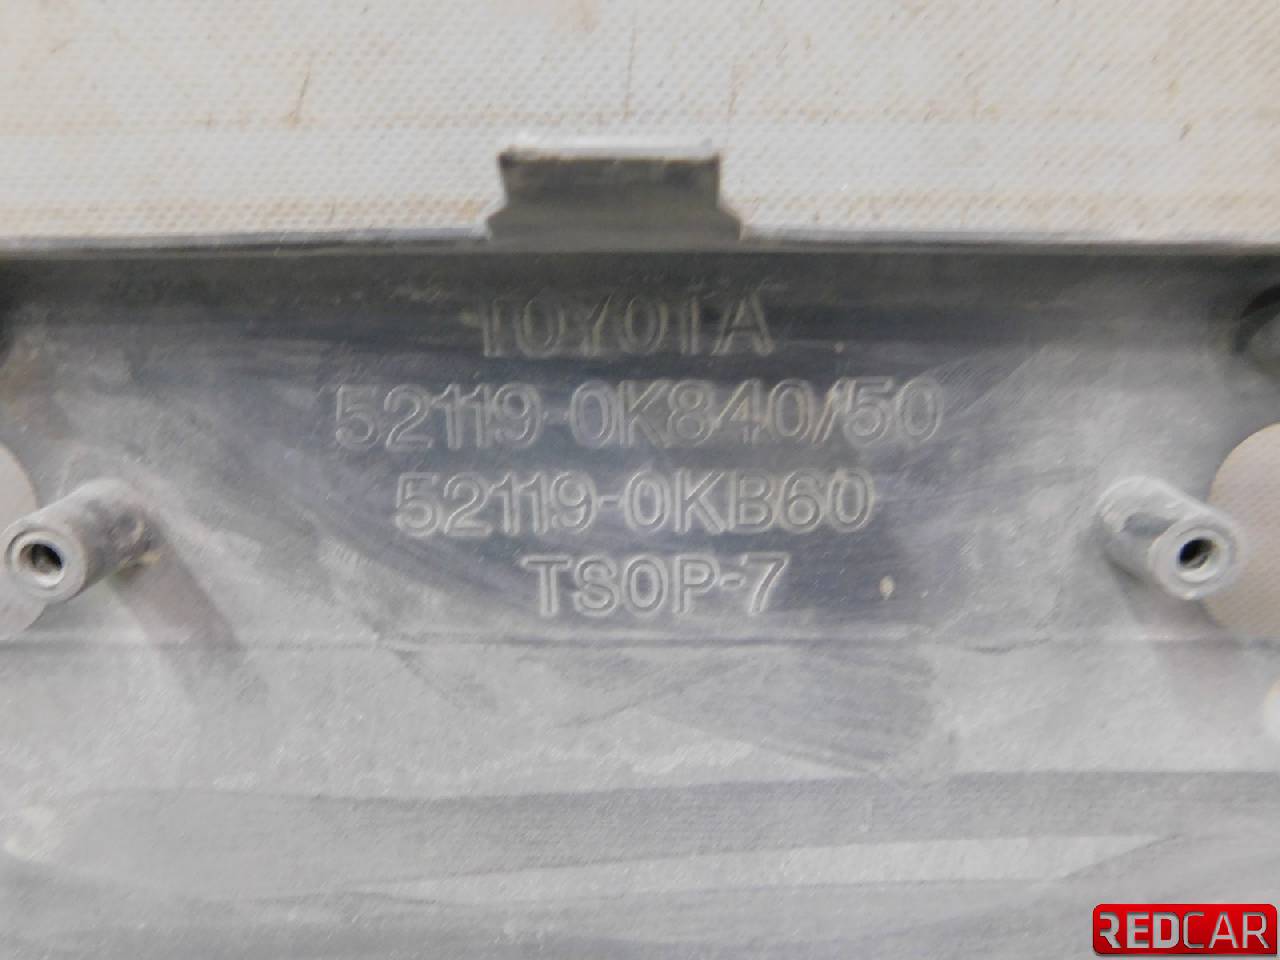 TOYOTA
52119-0K840/50
52119-0KB60
TSOP-7
REDCAR